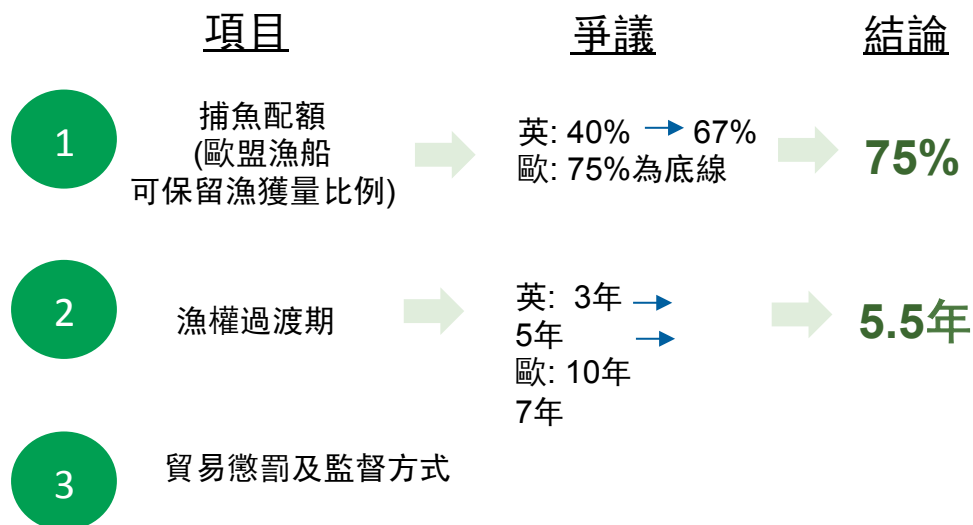 項目
爭議
結論
1
捕魚配額
(歐盟漁船
可保留漁獲量比例)
英: 40% → 67%
歐: 75%為底線
75%
2
漁權過渡期
英: 3年 →
5年 →
歐: 10年
7年
5.5年
3
貿易懲罰及監督方式